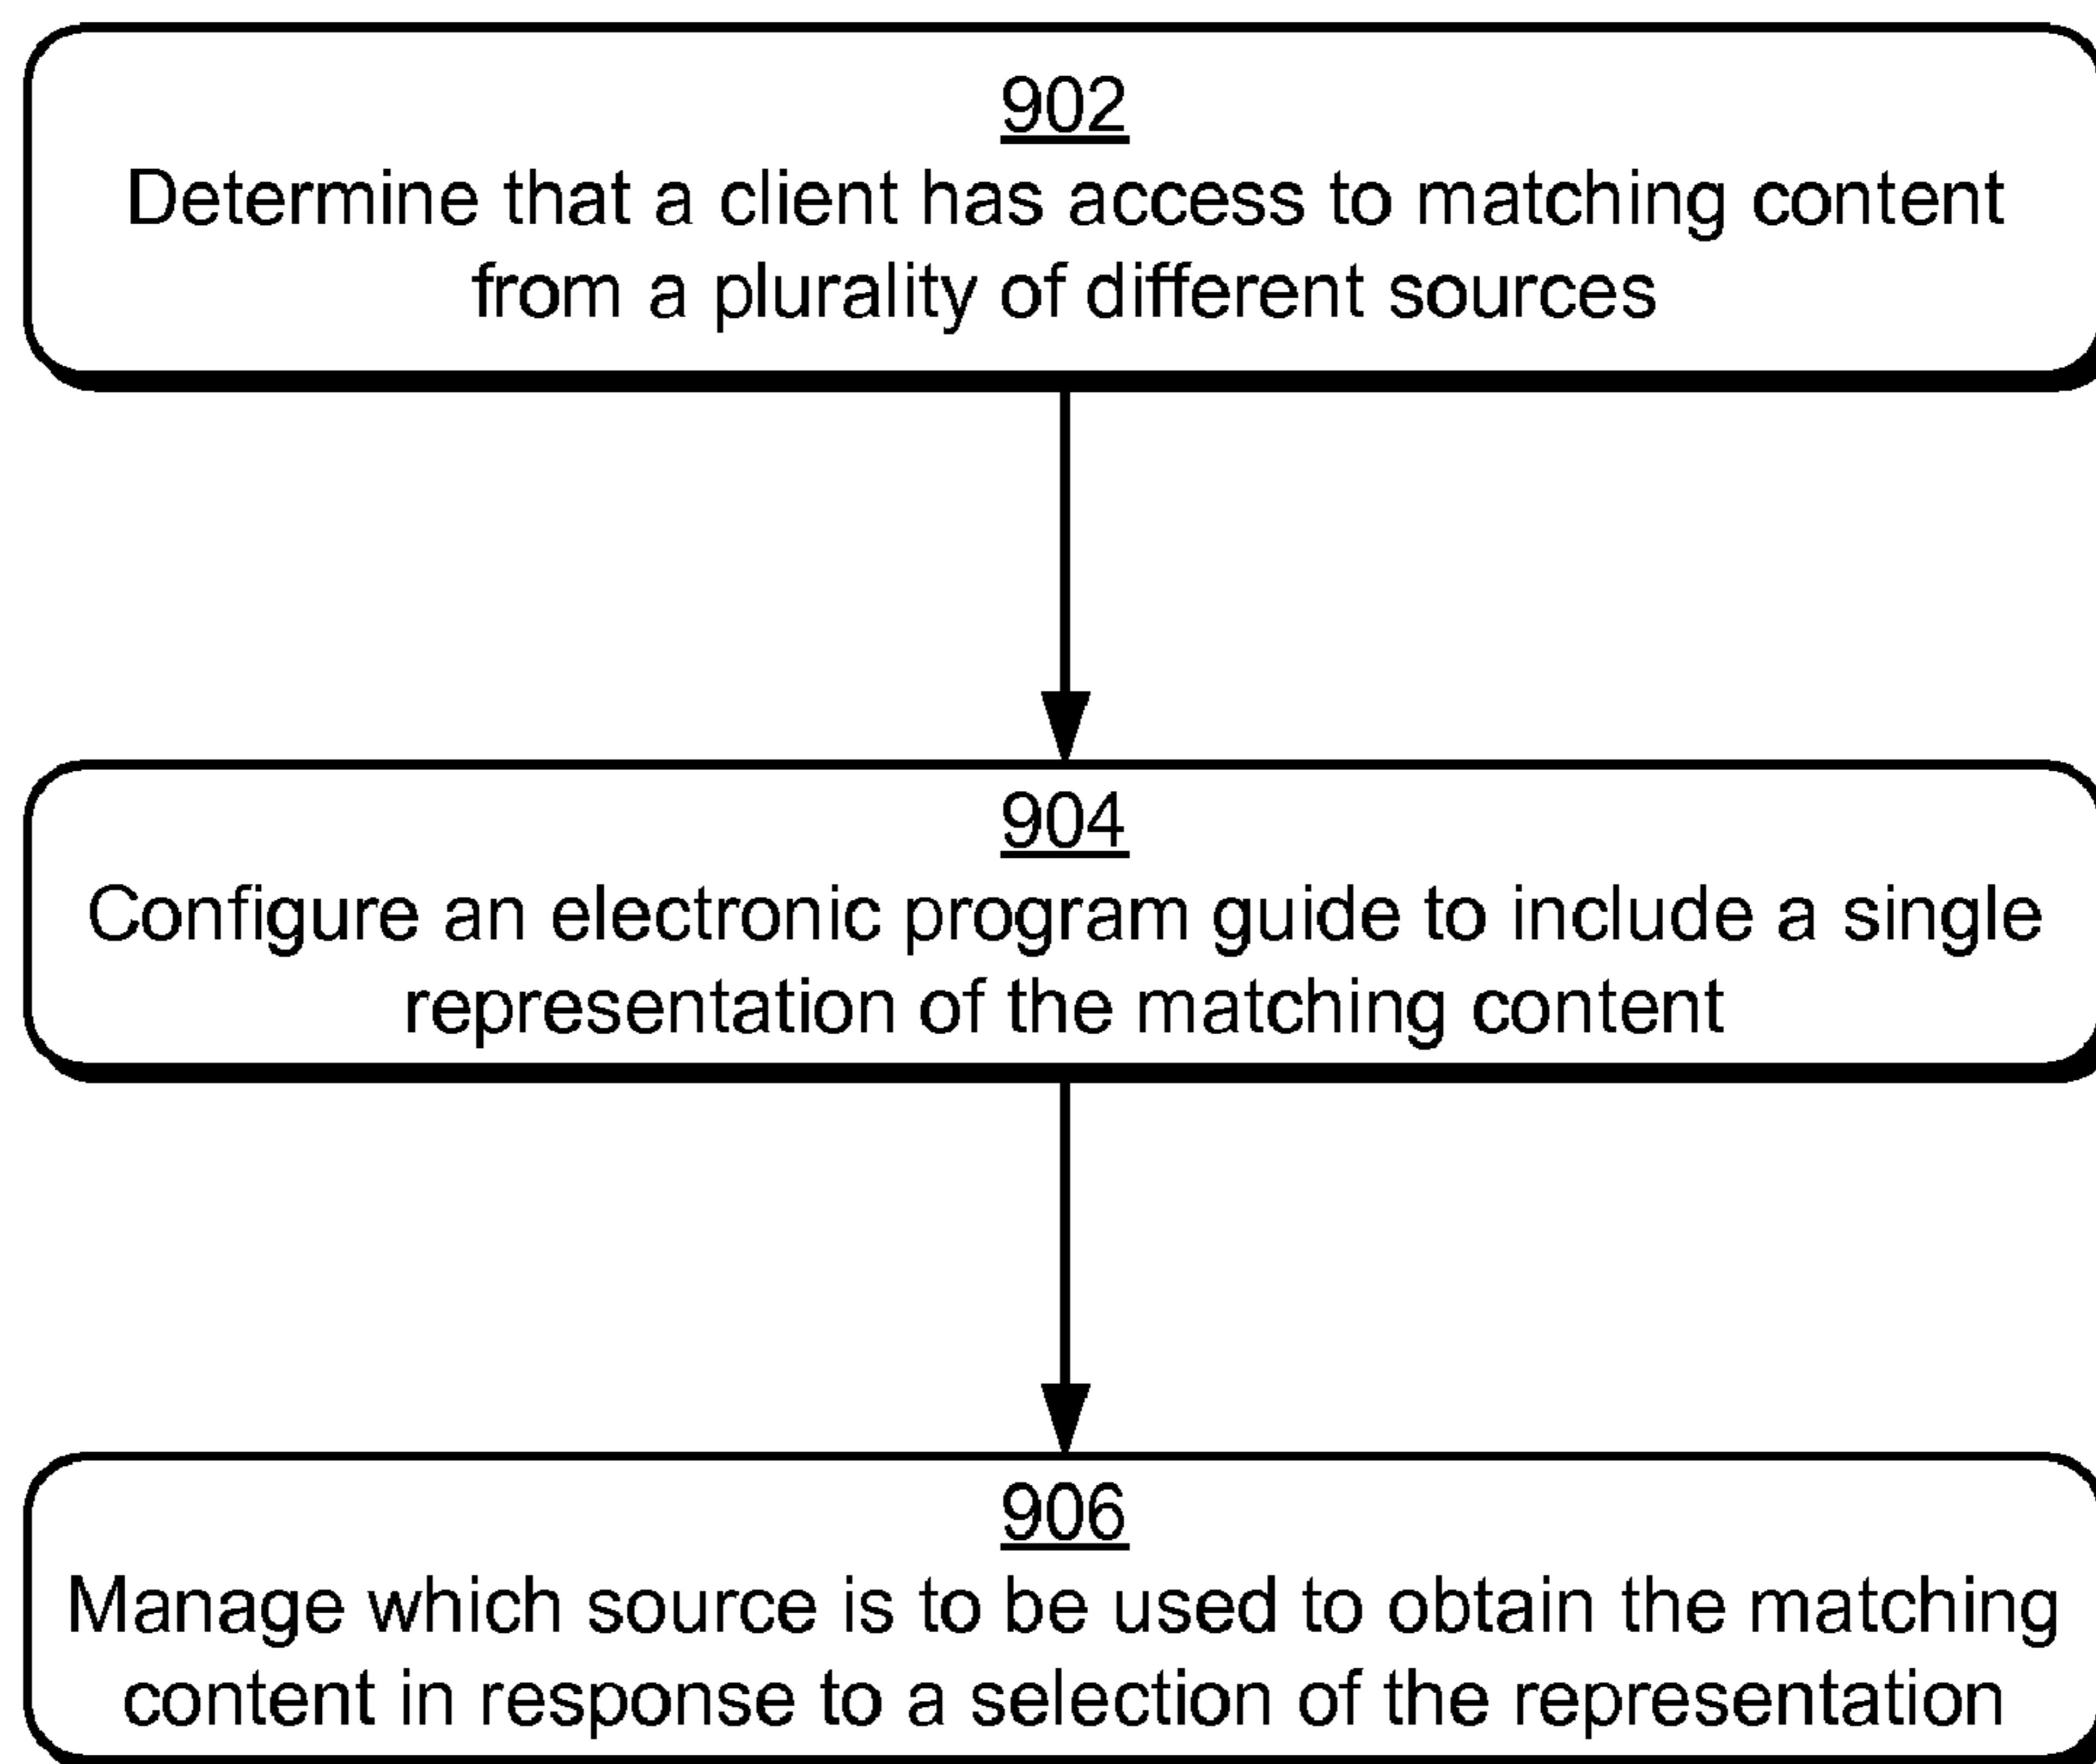 902
Determine that a client has access to matching content
from a plurality of different sources
904
Configure an electronic program guide to include a single
representation of the matching content
906
Manage which source is to be used to obtain the matching
content in response to a selection of the representation